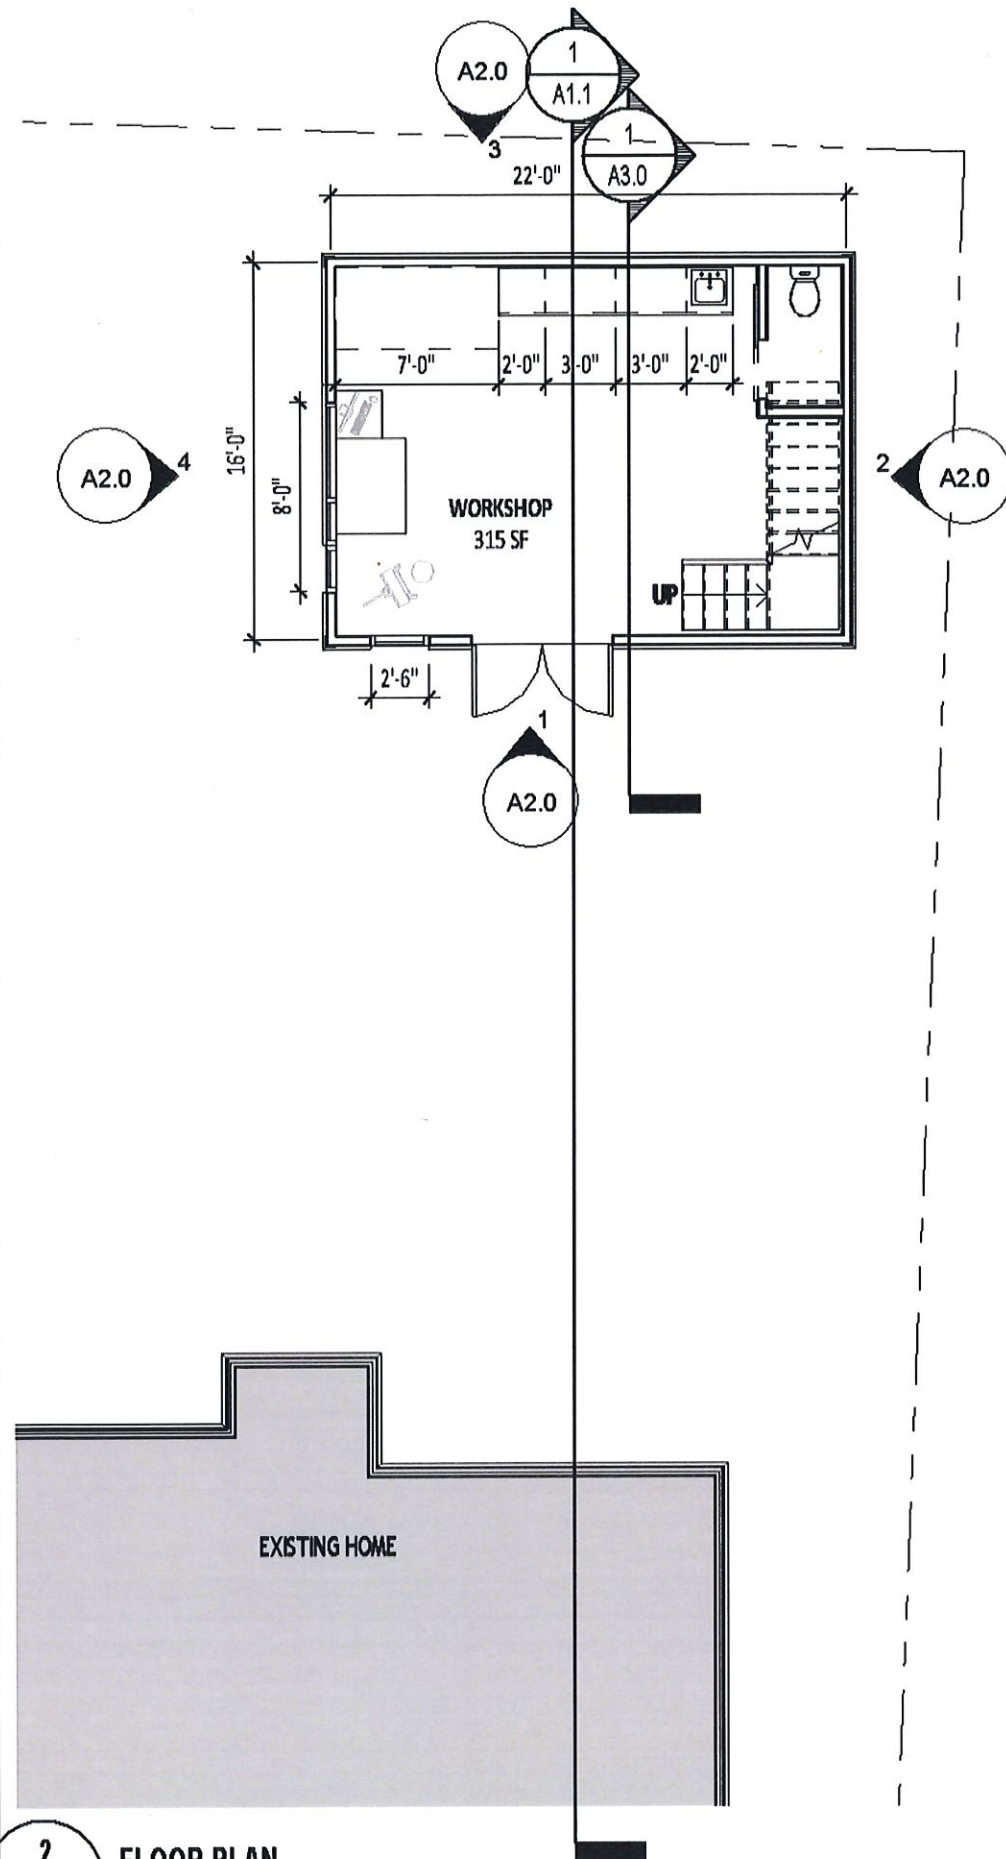 A2.0
3
1
A1.1
1
A3.0
22'-0"
16'-0"
8'-0"
7'-0"
2'-0"
3'-0"
3'-0"
2'-0"
A2.0
4
2
A2.0
WORKSHOP
315 SF
UP
2'-6"
1
A2.0
EXISTING HOME
2
FLOOR PLAN